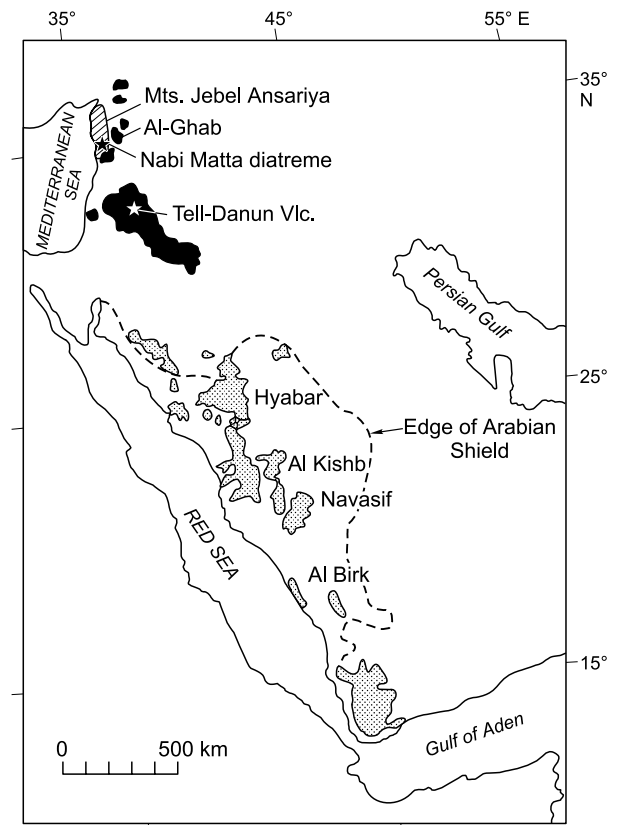 35°
45°
55° E
35°
N
Mts. Jebel Ansariya
Al-Ghab
Nabi Matta diatreme
MEDITERRANEAN
SEA
Tell-Danun Vlc.
Persian Gulf
25°
Hyabar
Edge of Arabian
Shield
Al Kishb
Navasif
RED SEA
Al Birk
15°
Gulf of Aden
0
500 km